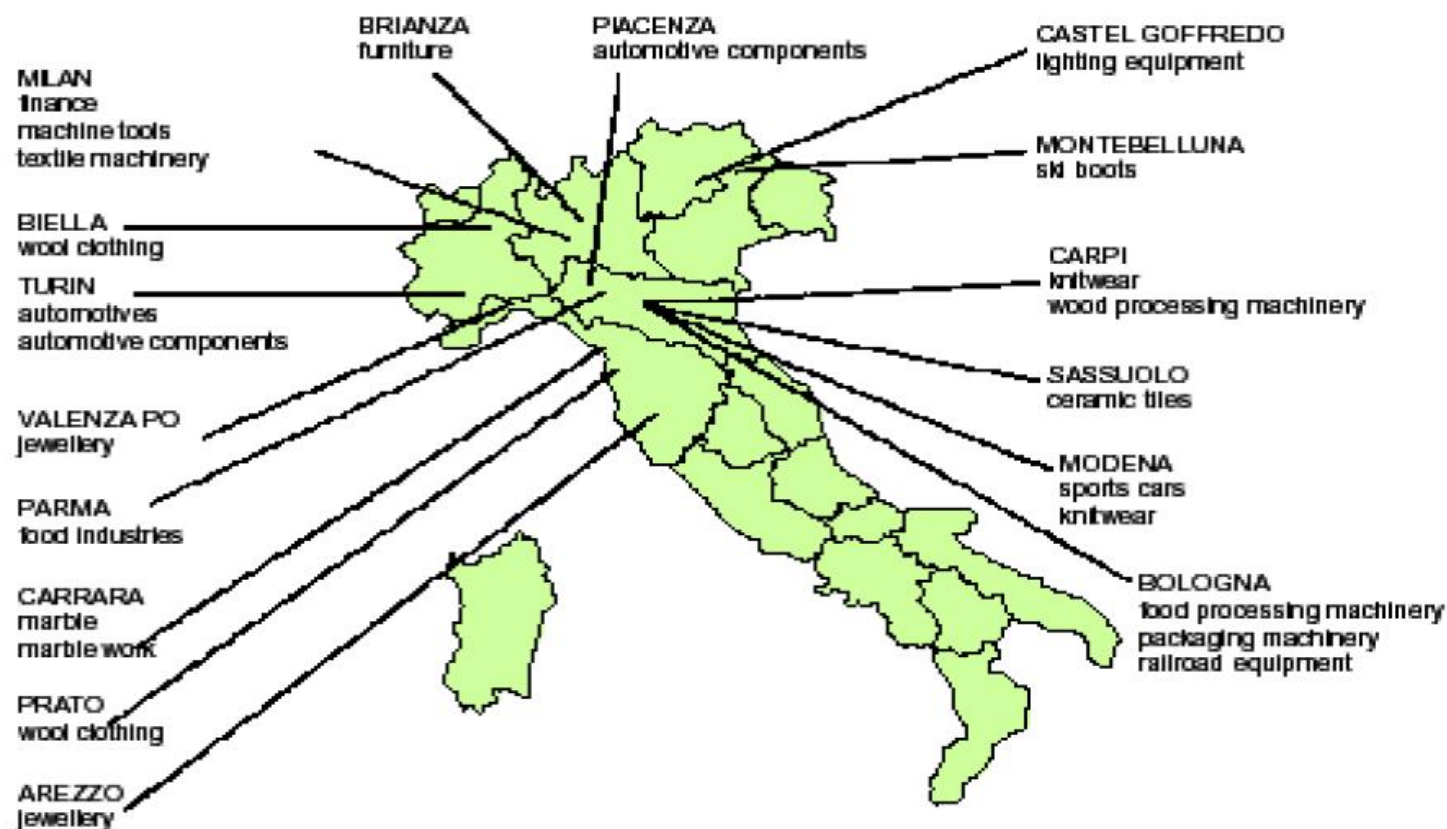 BRIANZA
furniture
PIACENZA
automotive components
CASTEL GOFFREDO
lighting equipment
MILAN
finance
machine tools
textile machinery
MONTEBELLUNA
ski boots
BIELLA
wool clothing
CARPI
knitwear
wood processing machinery
TURIN
automotives
automotive components
SASSUOLO
ceramic tiles
VALENZA PO
jewellery
MODENA
sports cars
knitwear
PARMA
food industries
BOLOGNA
food processing machinery
packaging machinery
railroad equipment
CARRARA
marble
marble work
PRATO
wool clothing
AREZZO
jewellery